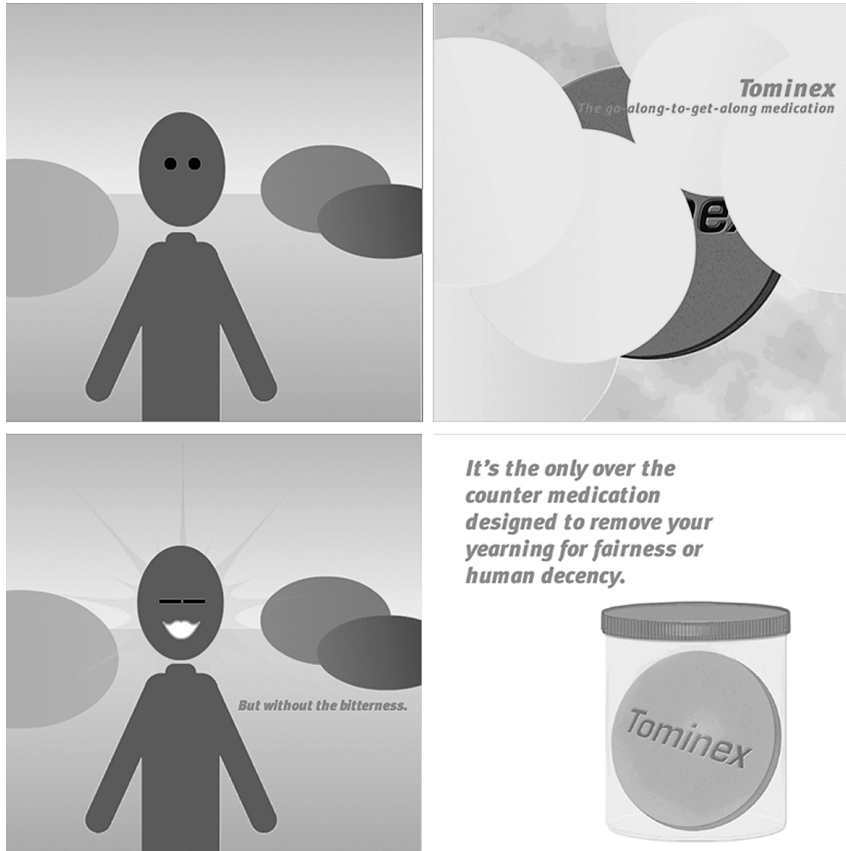 Tominex
The go-along-to-get-along medication
nex
But without the bitterness.
It's the only over the
counter medication
designed to remove your
yearning for fairness or
human decency.
Tominex